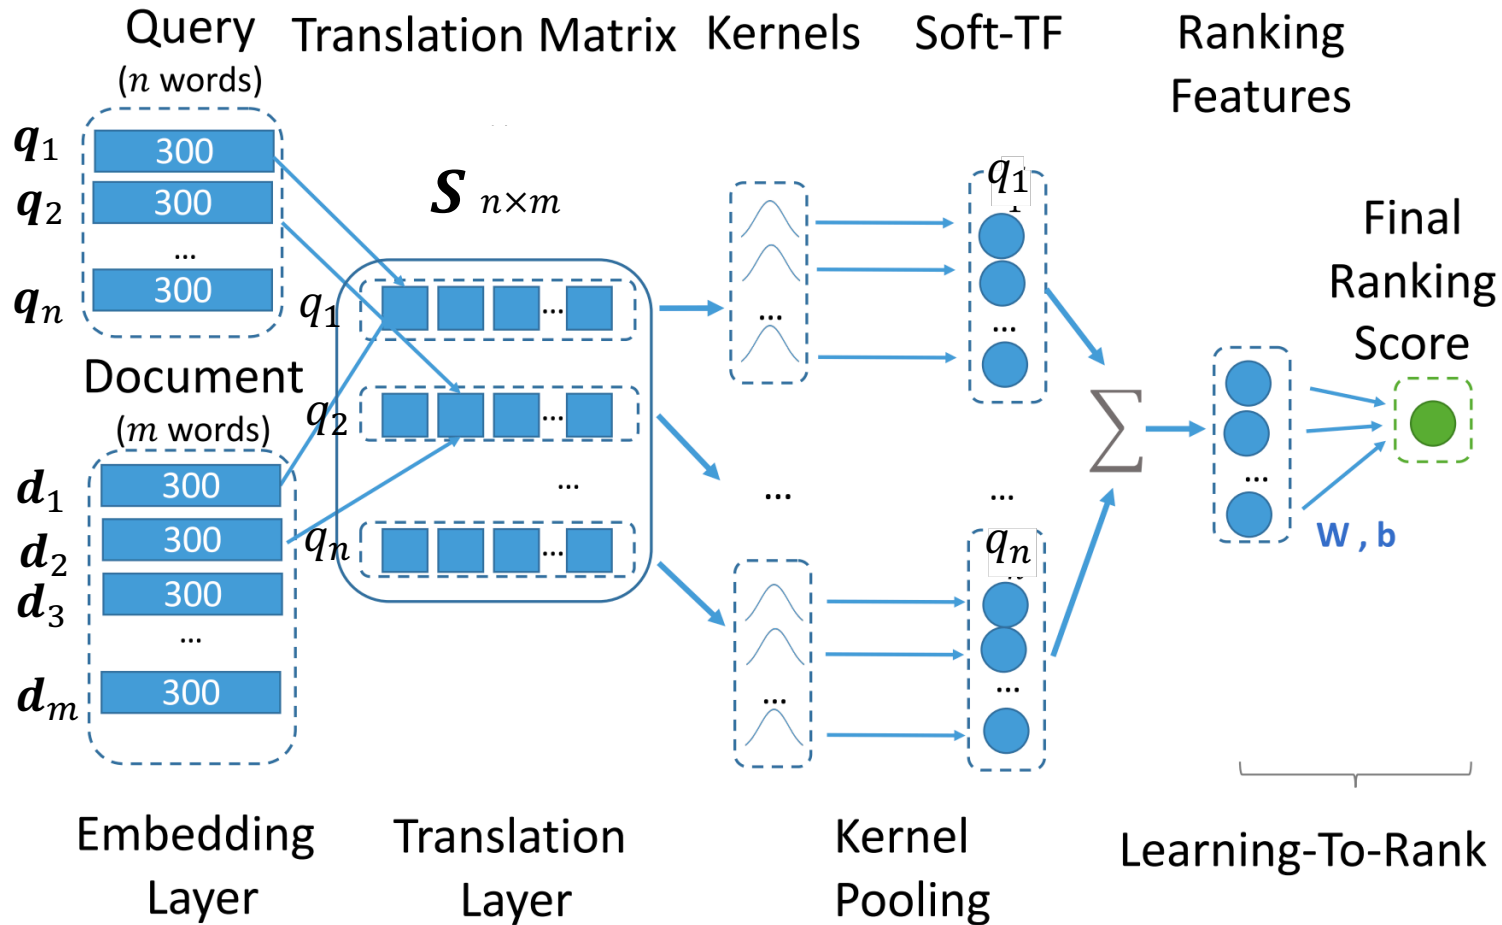 Query
(n words)
q1
300
q2
300
...
qn
300
Document
(m words)
d1
300
d2
300
d3
300
...
dm
300
Embedding
Layer
Translation Matrix
S n×m
q1
...
q2
...
...
qn
...
Translation
Layer
Kernels
...
...
...
Soft-TF
q1
...
...
qn
...
Kernel
Pooling
∑
Ranking
Features
...
W , b
Final
Ranking
Score
Learning-To-Rank